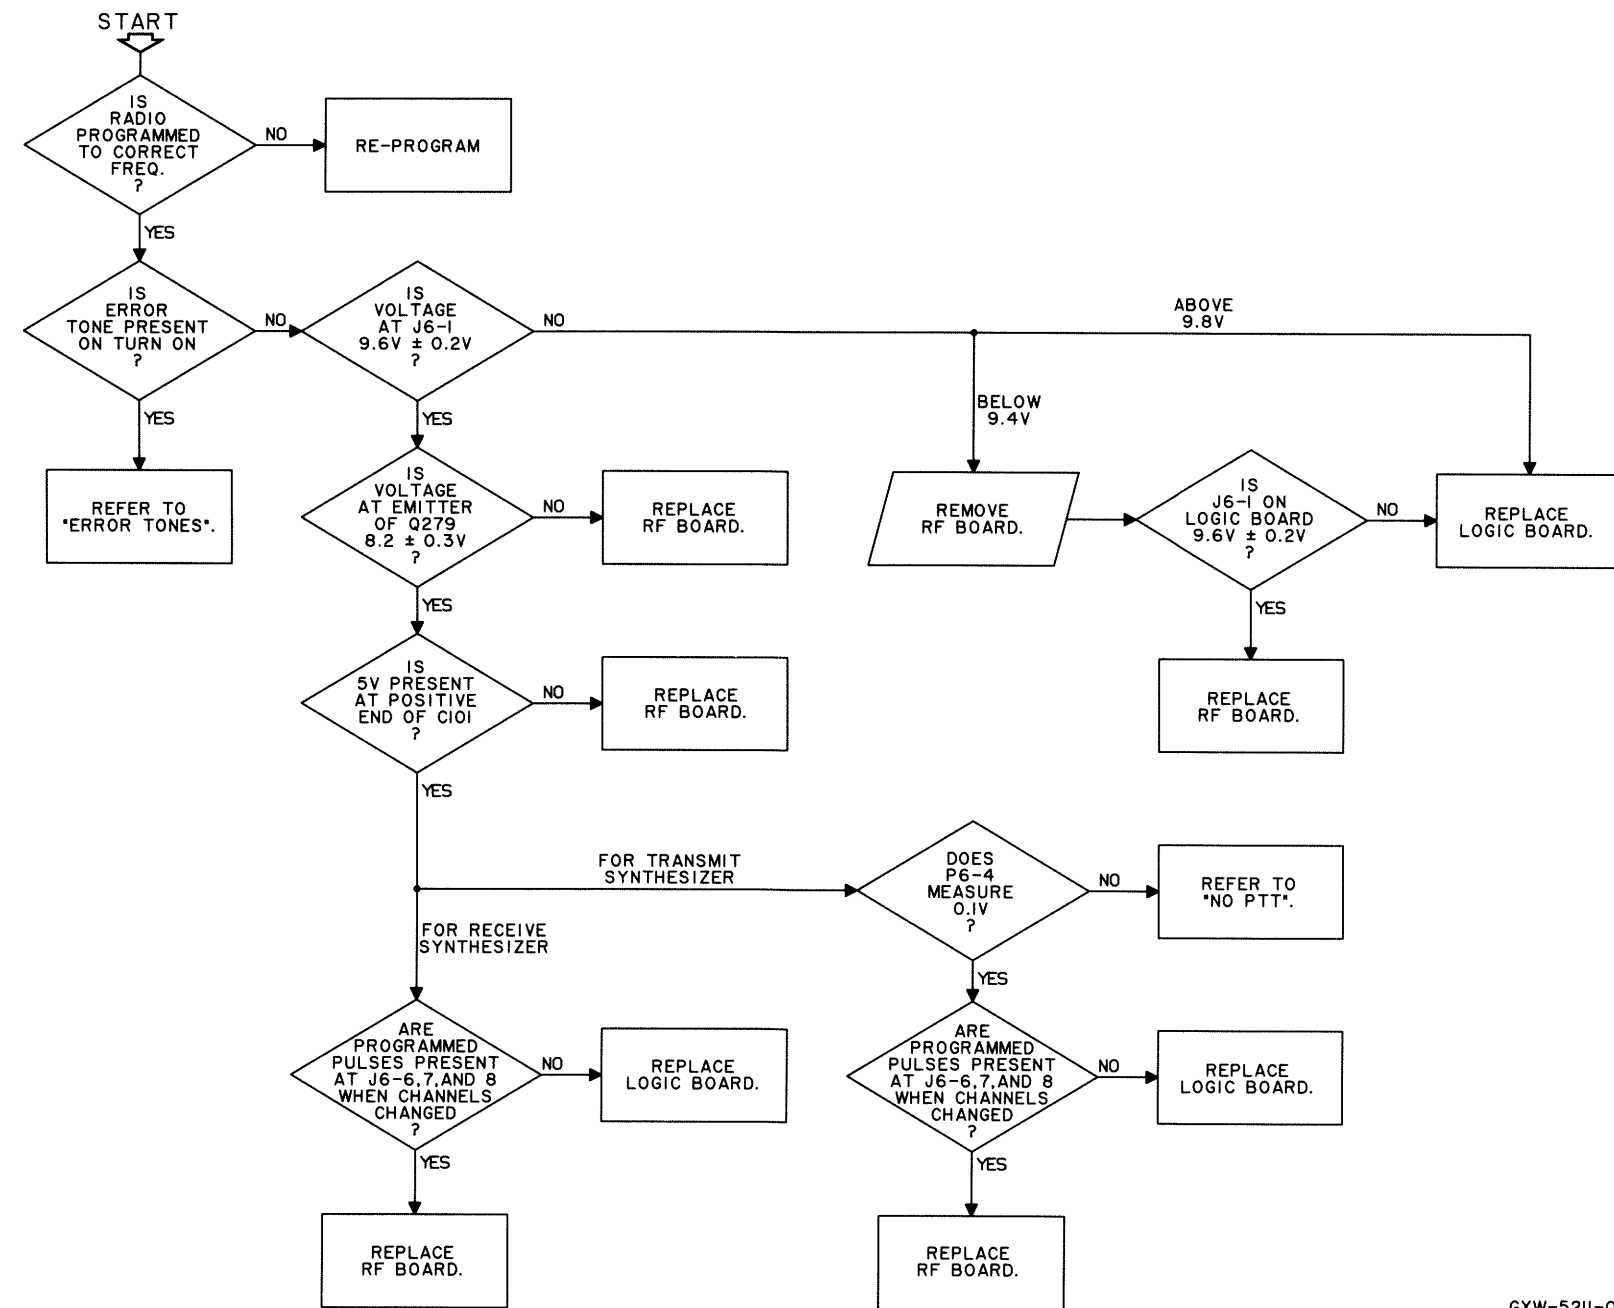 START
IS
RADIO
PROGRAMMED
TO CORRECT
FREQ.
?
NO
RE-PROGRAM
YES
IS
ERROR
TONE PRESENT
ON TURN ON
?
NO
IS
VOLTAGE
AT J6-1
9.6V ± 0.2V
?
NO
ABOVE
9.8V
BELOW
9.4V
YES
REFER TO
"ERROR TONES".
YES
IS
VOLTAGE
AT EMITTER
OF Q279
8.2 ± 0.3V
?
NO
REPLACE
RF BOARD.
REMOVE
RF BOARD.
IS
J6-1 ON
LOGIC BOARD
9.6V ± 0.2V
?
NO
REPLACE
LOGIC BOARD.
YES
REPLACE
RF BOARD.
YES
IS
5V PRESENT
AT POSITIVE
END OF C101
?
NO
REPLACE
RF BOARD.
YES
FOR TRANSMIT
SYNTHESIZER
DOES
P6-4
MEASURE
0.1V
?
NO
REFER TO
"NO PTT".
FOR RECEIVE
SYNTHESIZER
YES
ARE
PROGRAMMED
PULSES PRESENT
AT J6-6,7,AND 8
WHEN CHANNELS
CHANGED
?
NO
REPLACE
LOGIC BOARD.
YES
REPLACE
RF BOARD.
ARE
PROGRAMMED
PULSES PRESENT
AT J6-6,7,AND 8
WHEN CHANNELS
CHANGED
?
NO
REPLACE
LOGIC BOARD.
YES
REPLACE
RF BOARD.